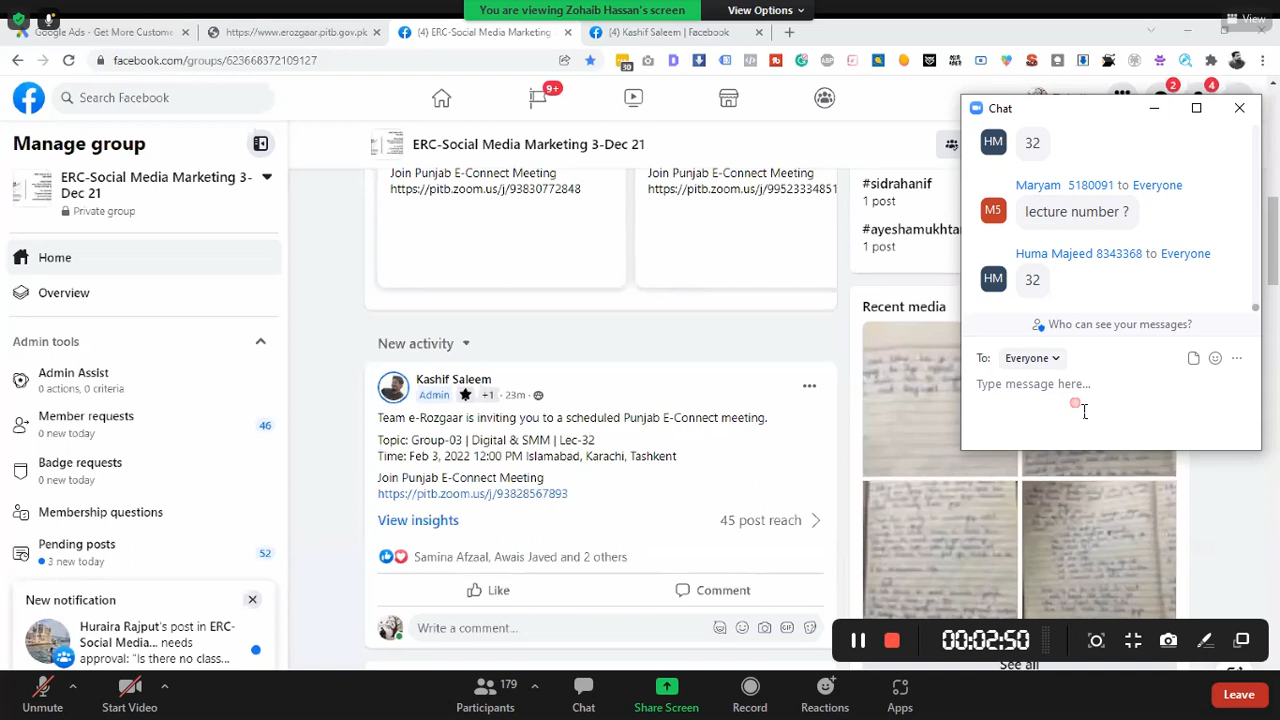 You are viewing Zohaib Hassan's screen
View Options
View
Google Ads - Get More Custome
https://www.erozgaar.pitb.gov.pk
(4) ERC-Social Media Marketing
(4) Kashif Saleem | Facebook
facebook.com/groups/623668372109127
30
Search Facebook
9+
2
4
Manage group
ERC-Social Media Marketing 3-
Dec 21
Private group
Home
Overview
Admin tools
Admin Assist
0 actions, 0 criteria
Member requests
0 new today
46
Badge requests
0 new today
Membership questions
Pending posts
3 new today
52
New notification
Huraira Rajput's post in ERC-
Social Media... needs
approval: "Is there no class...
ERC-Social Media Marketing 3-Dec 21
Join Punjab E-Connect Meeting
https://pitb.zoom.us/j/93830772848
Join Punjab E-Connect Meeting
https://pitb.zoom.us/j/99523334851
New activity
Kashif Saleem
Admin +1 · 23m ·
Team e-Rozgaar is inviting you to a scheduled Punjab E-Connect meeting.
Topic: Group-03 | Digital & SMM | Lec-32
Time: Feb 3, 2022 12:00 PM Islamabad, Karachi, Tashkent
Join Punjab E-Connect Meeting
https://pitb.zoom.us/j/93828567893
View insights
45 post reach
Samina Afzaal, Awais Javed and 2 others
Like
Comment
Write a comment...
GIF
#sidrahanif
1 post
#ayeshamukhta
1 post
Recent media
See all
Chat
HM
32
Maryam 5180091 to Everyone
M5
lecture number ?
Huma Majeed 8343368 to Everyone
HM
32
Who can see your messages?
To: Everyone
Type message here...
00:02:50
Unmute
Start Video
179
Participants
Chat
Share Screen
Record
Reactions
Apps
Leave